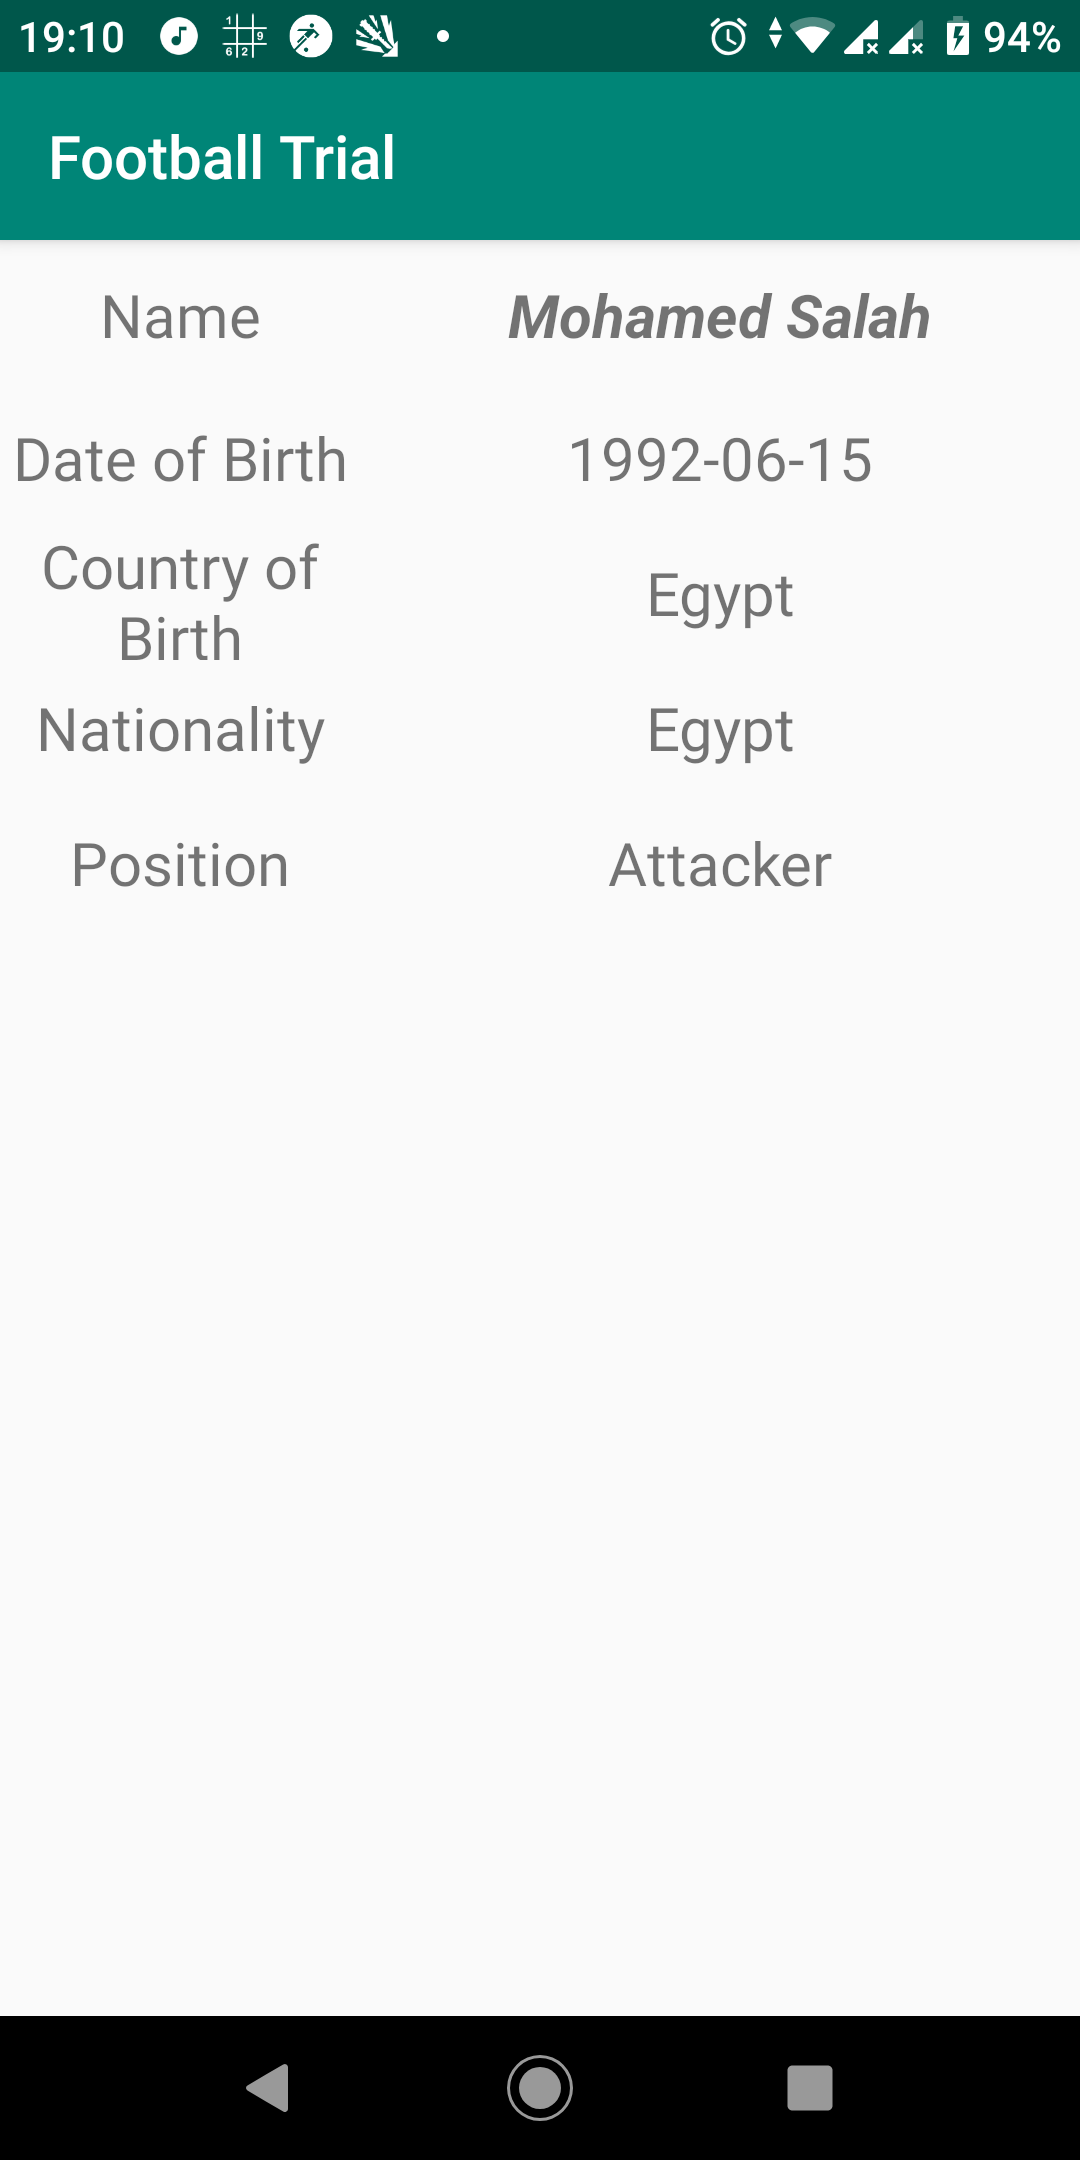 19:10 94%
Football Trial
Name Mohamed Salah
Date of Birth 1992-06-15
Country of
Birth Egypt
Nationality Egypt
Position Attacker